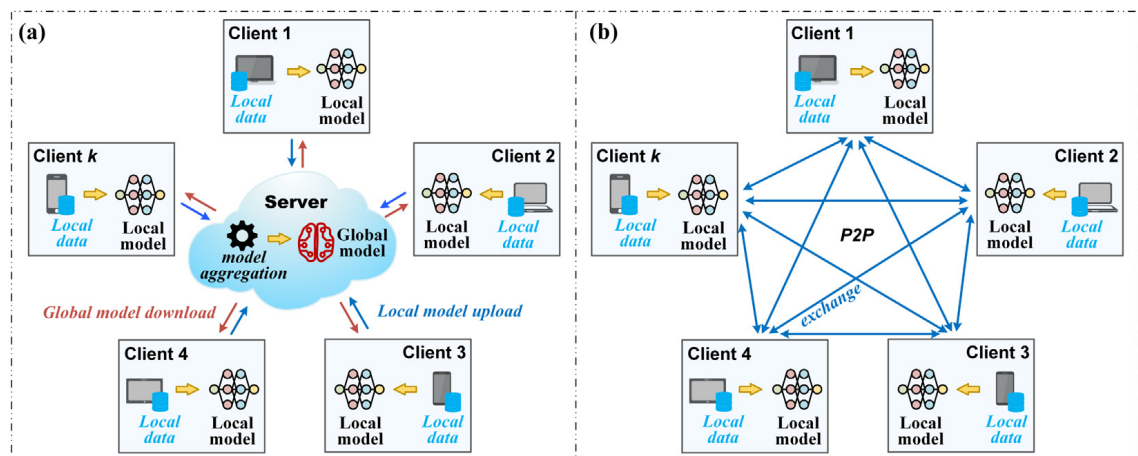 (a)
Client 1
Local
data
Local
model
Client k
Local
data
Local
model
Client 2
Local
model
Local
data
Server
model
aggregation
Global
model
Global model download
Local model upload
Client 4
Local
data
Local
model
Client 3
Local
model
Local
data
(b)
Client 1
Local
data
Local
model
Client k
Local
data
Local
model
Client 2
Local
model
Local
data
P2P
exchange
Client 4
Local
data
Local
model
Client 3
Local
model
Local
data